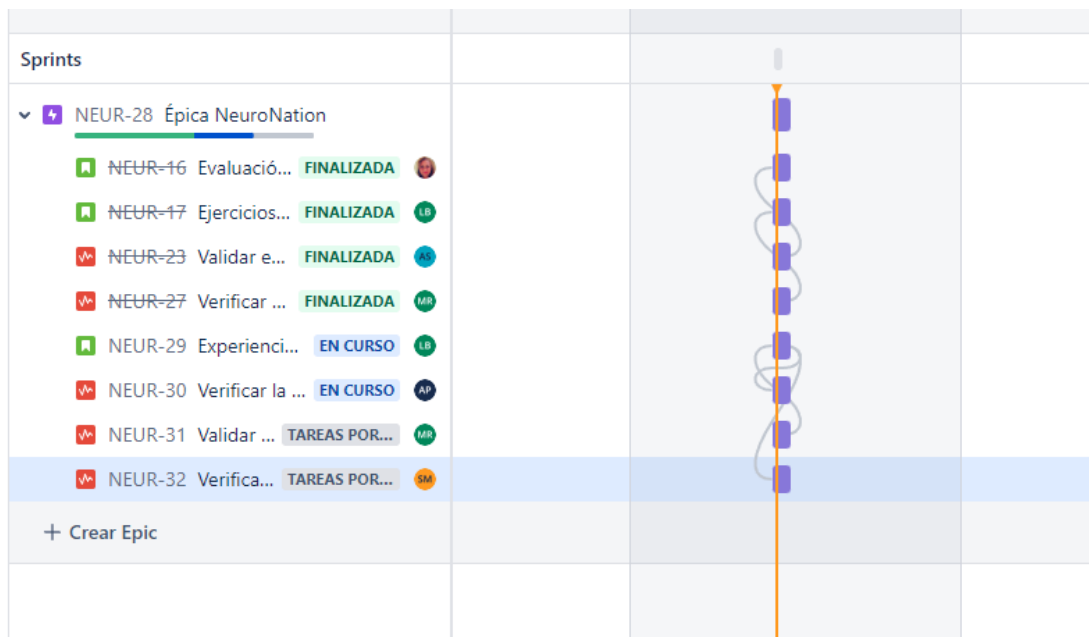 Sprints
NEUR-28 Épica NeuroNation
NEUR-16 Evaluació... FINALIZADA
NEUR-17 Ejercicios... FINALIZADA LB
NEUR-23 Validar e... FINALIZADA AS
NEUR-27 Verificar ... FINALIZADA MR
NEUR-29 Experienci... EN CURSO LB
NEUR-30 Verificar la ... EN CURSO AP
NEUR-31 Validar ... TAREAS POR... MR
NEUR-32 Verifica... TAREAS POR... SM
+ Crear Epic